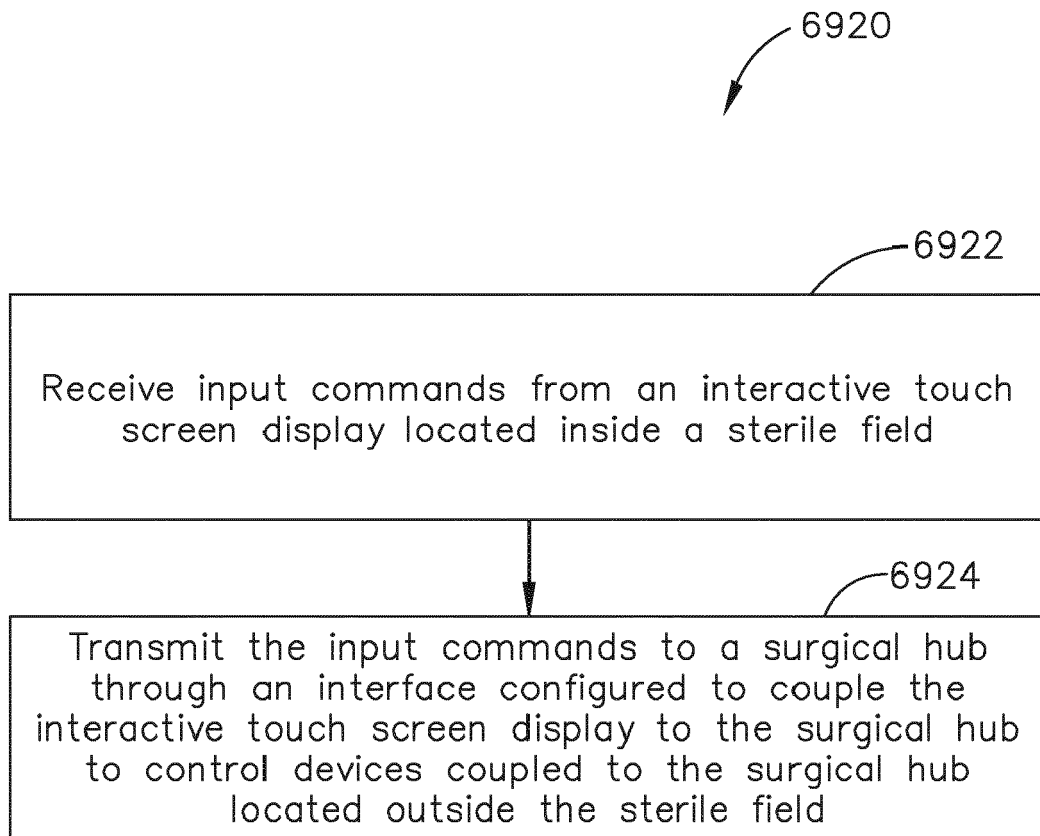 6920
6922
Receive input commands from an interactive touch
screen display located inside a sterile field
6924
Transmit the input commands to a surgical hub
through an interface configured to couple the
interactive touch screen display to the surgical hub
to control devices coupled to the surgical hub
located outside the sterile field